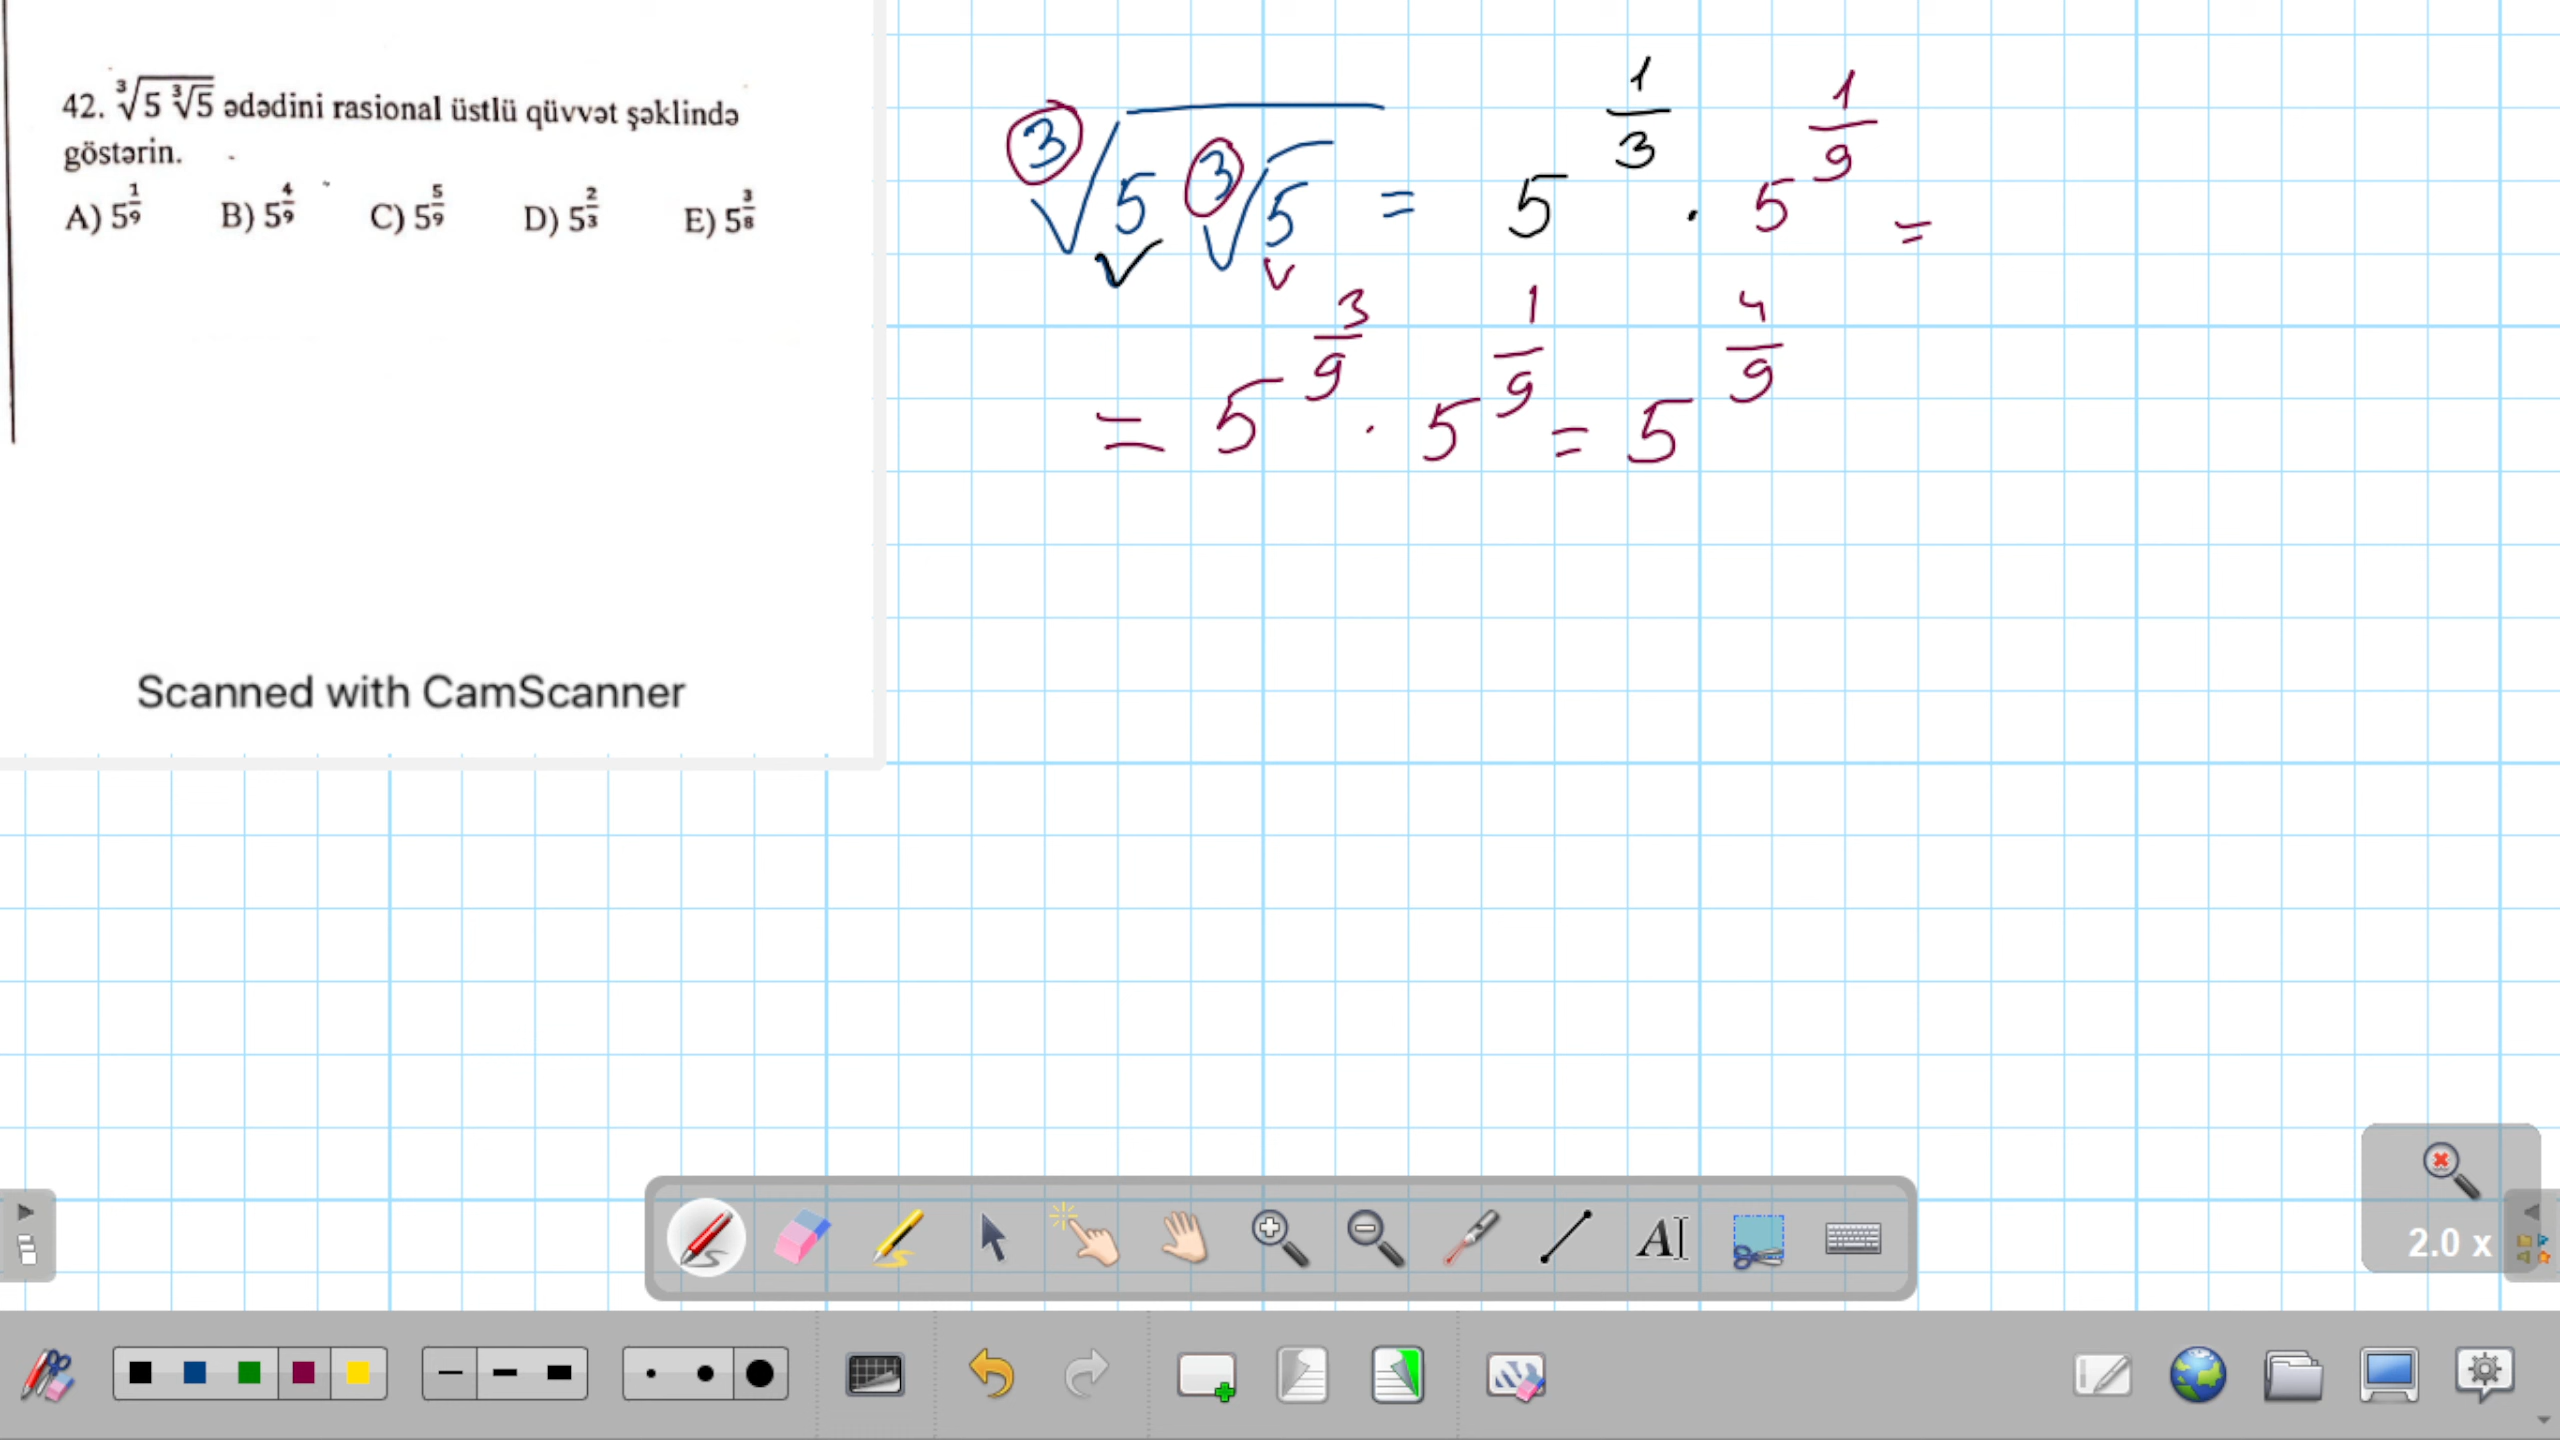 42. ∛(5 ∛5) ədədini rasional üstlü qüvvət şəklində
göstərin.
A) 5^(1/9) B) 5^(4/9) C) 5^(5/9) D) 5^(2/3) E) 5^(3/8)
Scanned with CamScanner
∛(5 ∛5) = 5^(1/3) · 5^(1/9) =
= 5^(3/9) · 5^(1/9) = 5^(4/9)
2.0 x